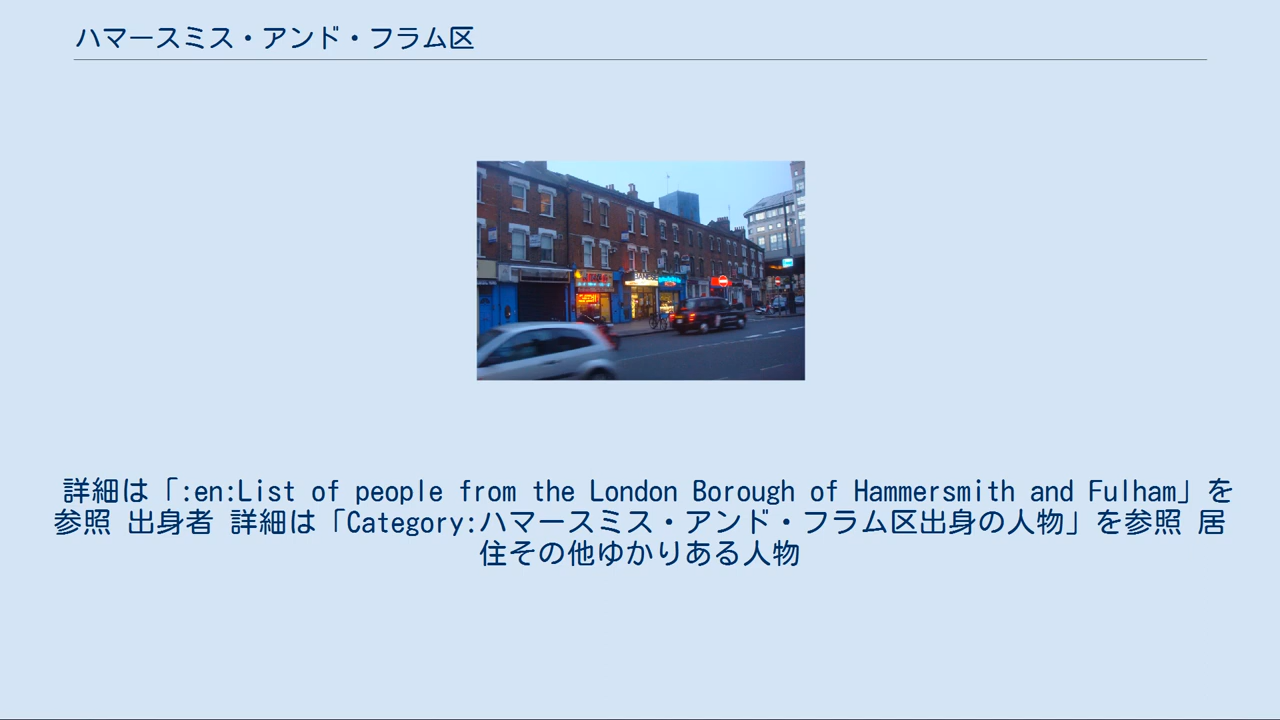 ハマースミス・アンド・フラム区
詳細は「:en:List of people from the London Borough of Hammersmith and Fulham」を
参照 出身者 詳細は「Category:ハマースミス・アンド・フラム区出身の人物」を参照 居
住その他ゆかりある人物